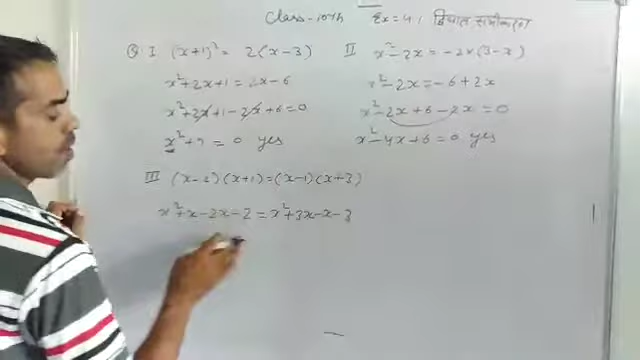 Class-10th Ex=4.1 द्विघात समीकरण
Q I (x+1)² = 2(x-3)
x²+2x+1 = 2x-6
x²+2x+1-2x+6=0
x²+7 = 0 yes
II x²-2x = -2x(3-x)
x²-2x = -6+2x
x²-2x+6-2x = 0
x²-4x+6=0 yes
III (x-2)(x+1)=(x-1)(x+3)
x²+x-2x-2 = x²+3x-x-3